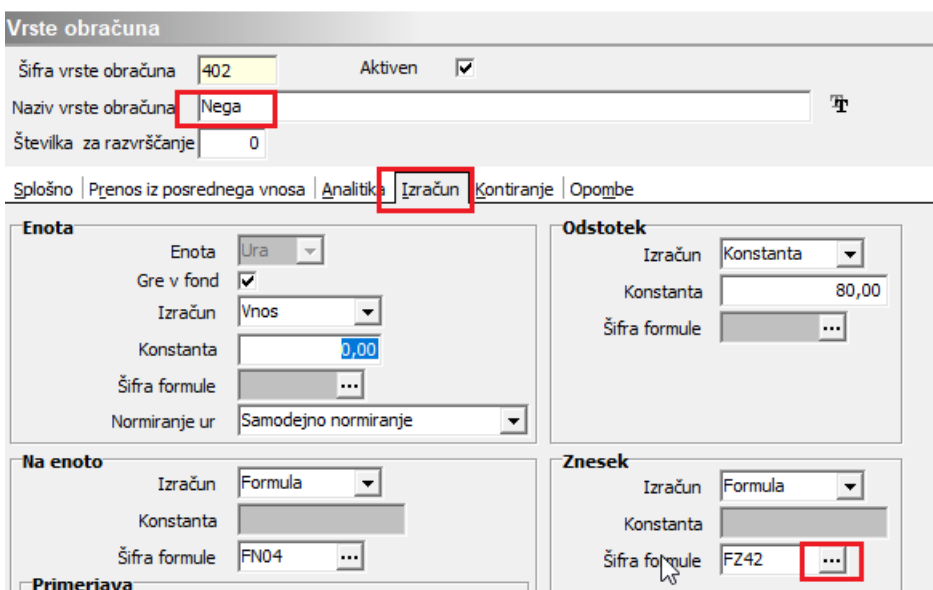 Vrste obračuna
Šifra vrste obračuna 402 Aktiven
Naziv vrste obračuna Nega
Številka za razvrščanje 0
Splošno Prenos iz posrednega vnosa Analitika Izračun Kontiranje Opombe
Enota
Enota Ura
Gre v fond
Izračun Vnos
Konstanta 0,00
Šifra formule ...
Normiranje ur Samodejno normiranje
Odstotek
Izračun Konstanta
Konstanta 80,00
Šifra formule ...
Na enoto
Izračun Formula
Konstanta
Šifra formule FN04 ...
Primerjava
Znesek
Izračun Formula
Konstanta
Šifra formule FZ42 ...